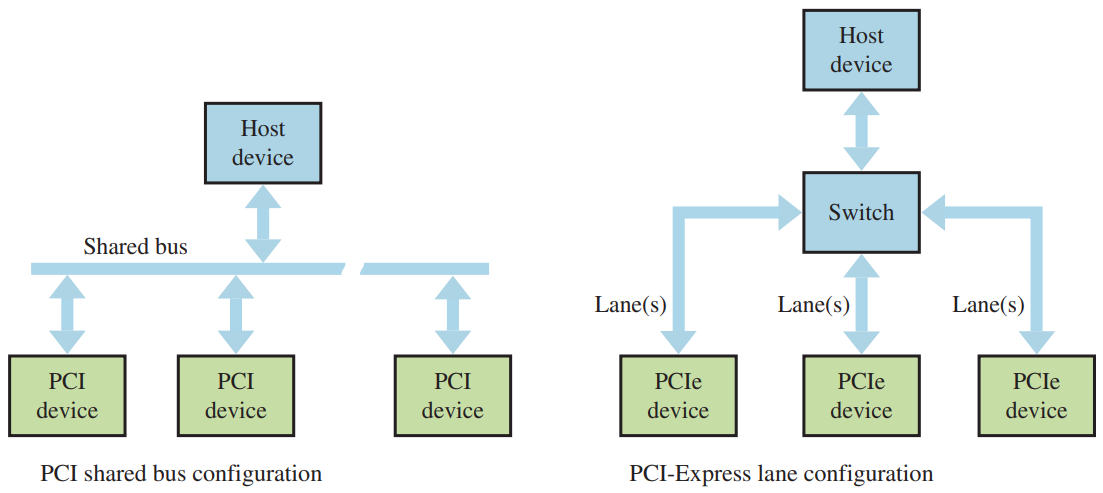 Host
device
Shared bus
PCI
device
PCI
device
PCI
device
PCI shared bus configuration
Host
device
Switch
Lane(s)
Lane(s)
Lane(s)
PCIe
device
PCIe
device
PCIe
device
PCI-Express lane configuration